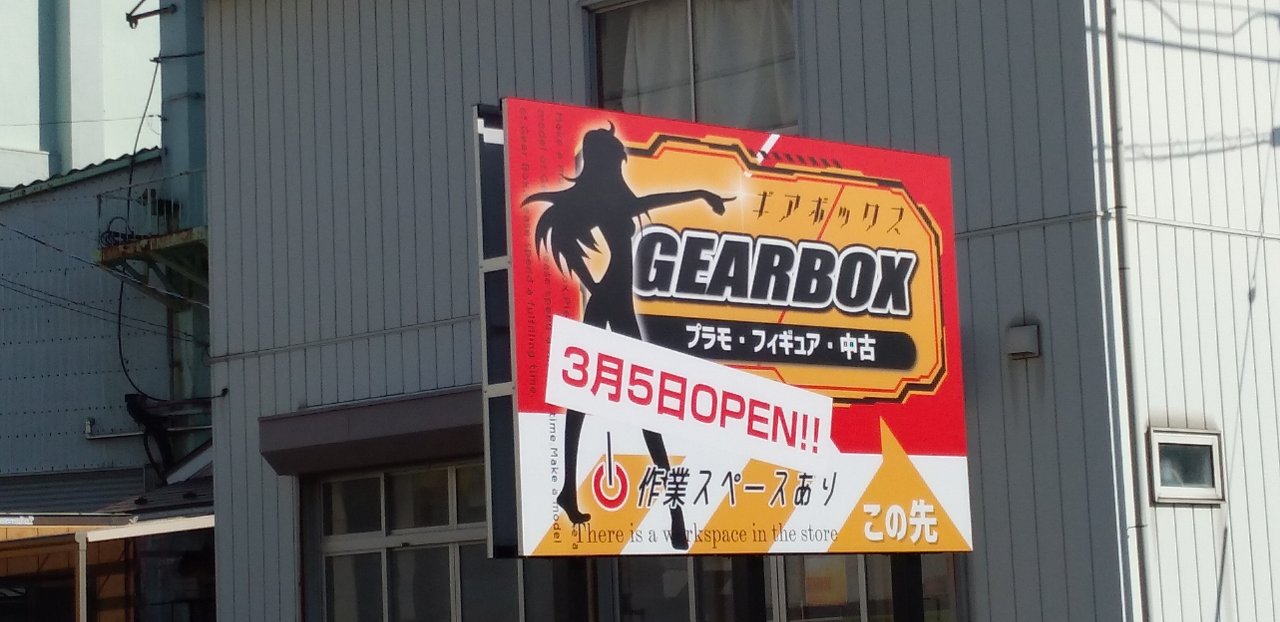 ギアボックス
GEARBOX
プラモ・フィギュア・中古
3月5日OPEN!!
作業スペースあり
There is a workspace in the store
この先